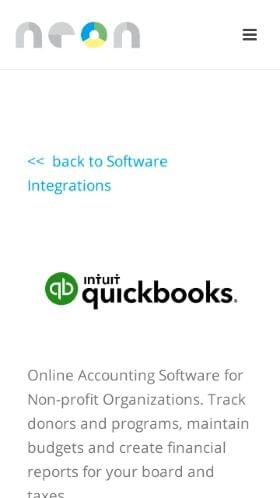 neon
<< back to Software
Integrations
intuit
quickbooks.
Online Accounting Software for
Non-profit Organizations. Track
donors and programs, maintain
budgets and create financial
reports for your board and
taxes